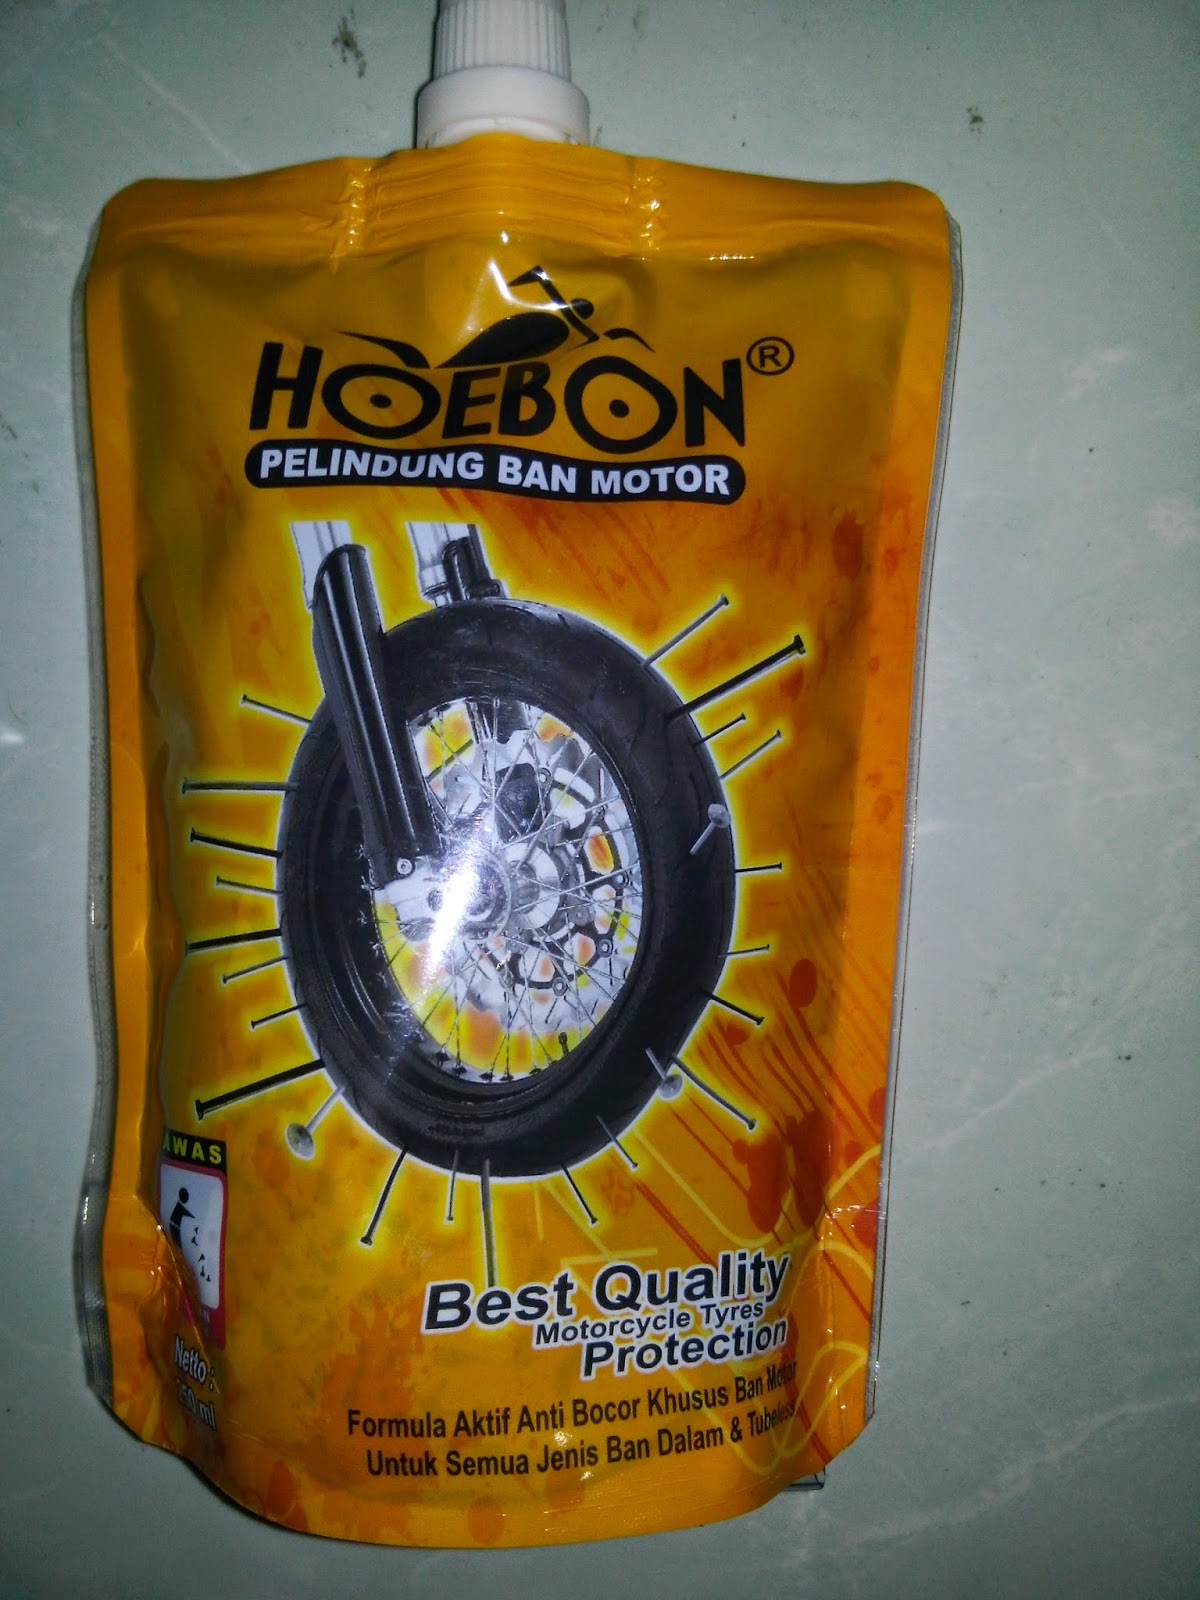 HOEBON®
PELINDUNG BAN MOTOR
AWAS
Best Quality
Motorcycle Tyres
Protection
Netto :
ml
Formula Aktif Anti Bocor Khusus Ban Motor
Untuk Semua Jenis Ban Dalam & Tubeless